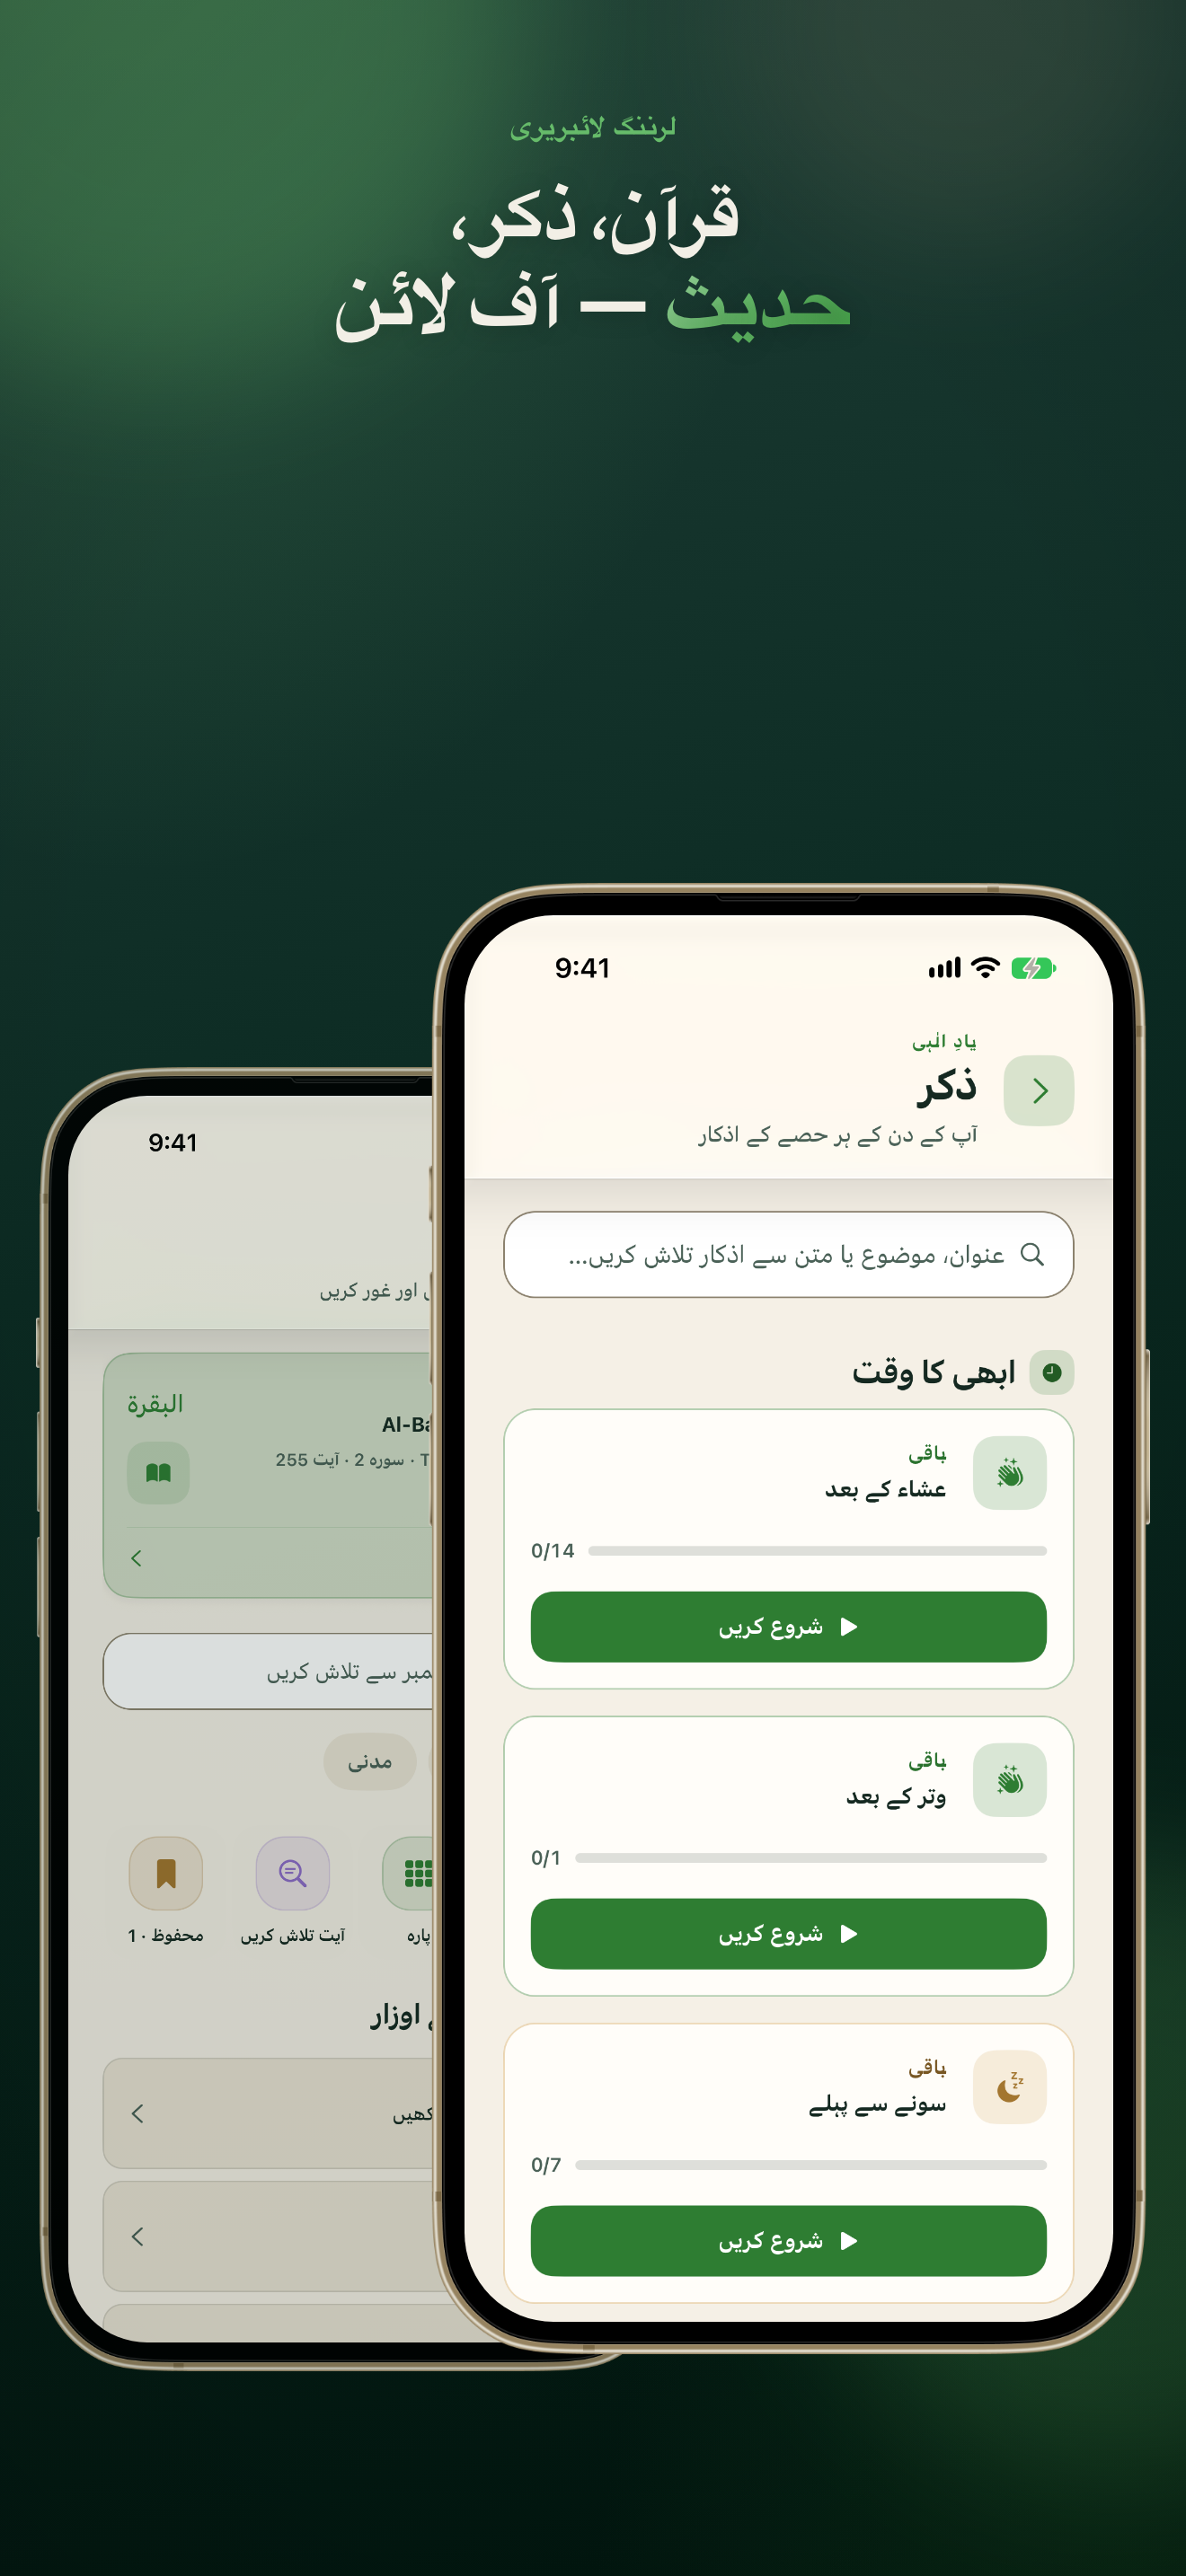 لرننگ لائبریری
قرآن، ذکر،
حدیث — آف لائن
9:41
یادِ الٰہی
ذکر
آپ کے دن کے ہر حصے کے اذکار
عنوان، موضوع یا متن سے اذکار تلاش کریں...
ابھی کا وقت
باقی
عشاء کے بعد
0/14
شروع کریں
باقی
وتر کے بعد
0/1
شروع کریں
باقی
سونے سے پہلے
0/7
شروع کریں
9:41
اور غور کریں
البقرة
سورہ 2 · آیت 255
سے تلاش کریں
مدنی
پارہ
آیت تلاش کریں
محفوظ · 1
اوزار